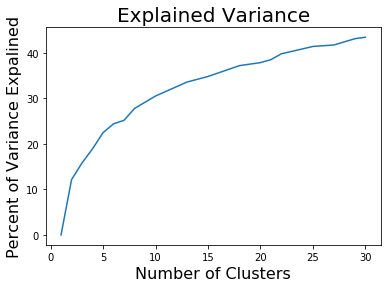 Explained Variance
Percent of Variance Expalined
40
30
20
10
0
0 5 10 15 20 25 30
Number of Clusters